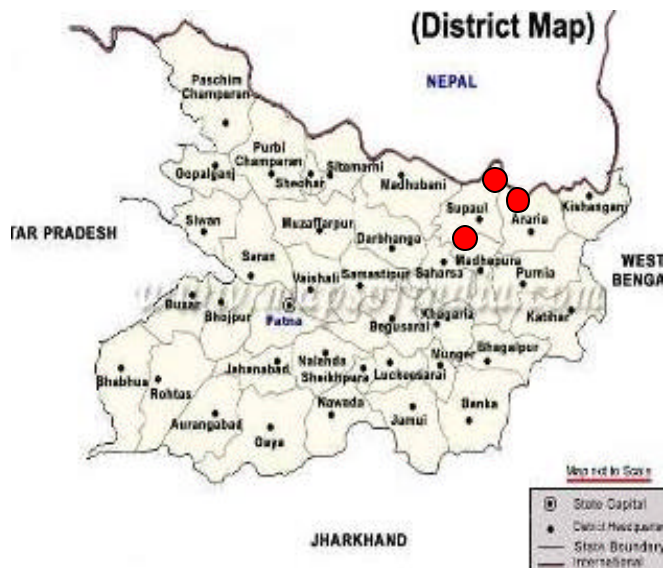 (District Map)
NEPAL
Paschim
Champaran
Purbi
Champaran
Gopalganj
Sheohar
Sitamarhi
Madhubani
Supaul
Araria
Kishanganj
Siwan
TAR PRADESH
Muzaffarpur
Darbhanga
WEST
BENGA
Saran
Vaishali
Samastipur
Saharsa
Madhepura
Purnia
Buxar
Bhojpur
Patna
Begusarai
Khagaria
Katihar
Bhabhua
Rohtas
Jahanabad
Nalanda
Sheikhpura
Luckeesarai
Munger
Bhagalpur
Aurangabad
Gaya
Nawada
Jamui
Banka
Map not to Scale
State Capital
District Headquarter
State Boundary
International
JHARKHAND